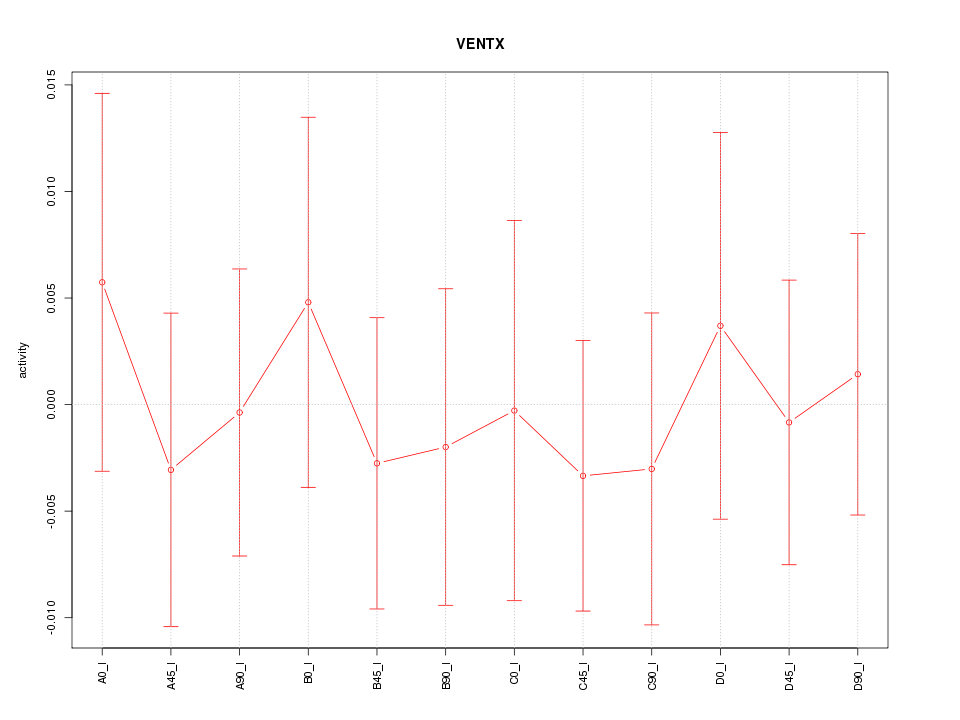 VENTX
activity
0.015
0.010
0.005
0.000
-0.005
-0.010
A0_I
A45_I
A90_I
B0_I
B45_I
B90_I
C0_I
C45_I
C90_I
D0_I
D45_I
D90_I